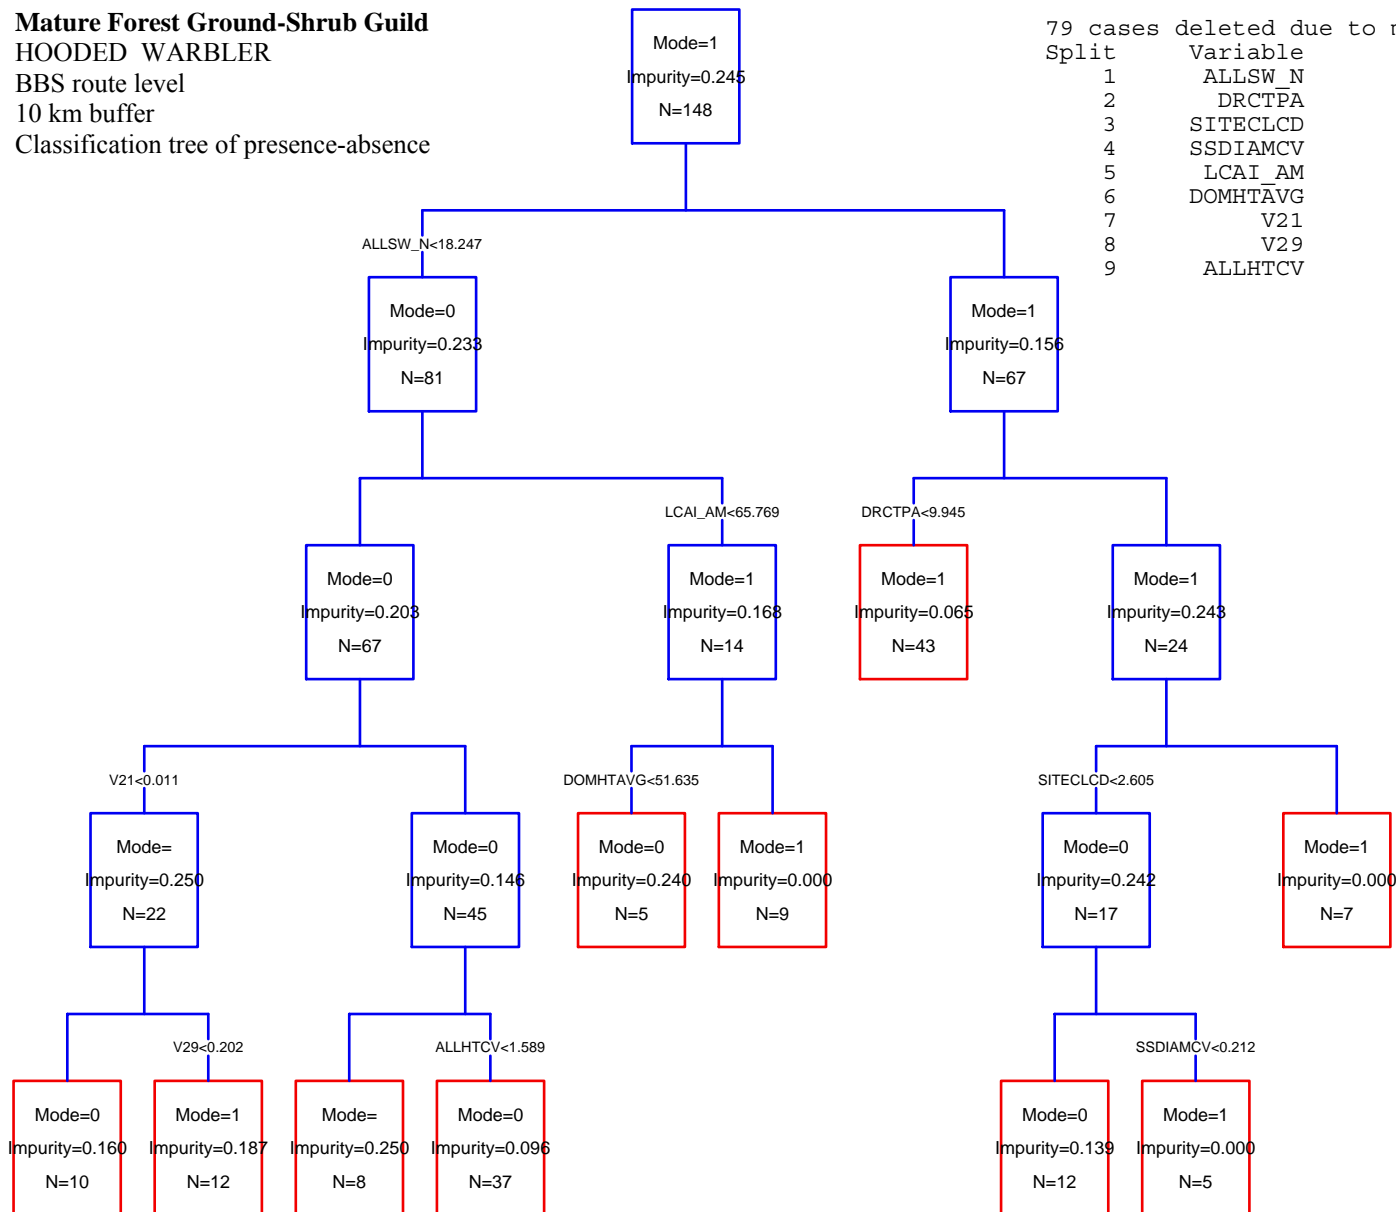 Mature Forest Ground-Shrub Guild
HOODED WARBLER
BBS route level
10 km buffer
Classification tree of presence-absence
79 cases deleted due to
Split Variable
1 ALLSW_N
2 DRCTPA
3 SITECLCD
4 SSDIAMCV
5 LCAI_AM
6 DOMHTAVG
7 V21
8 V29
9 ALLHTCV
Mode=1
Impurity=0.245
N=148
ALLSW_N<18.247
Mode=0
Impurity=0.233
N=81
Mode=1
Impurity=0.156
N=67
LCAI_AM<65.769
DRCTPA<9.945
Mode=0
Impurity=0.203
N=67
Mode=1
Impurity=0.168
N=14
Mode=1
Impurity=0.065
N=43
Mode=1
Impurity=0.243
N=24
V21<0.011
DOMHTAVG<51.635
SITECLCD<2.605
Mode=
Impurity=0.250
N=22
Mode=0
Impurity=0.146
N=45
Mode=0
Impurity=0.240
N=5
Mode=1
Impurity=0.000
N=9
Mode=0
Impurity=0.242
N=17
Mode=1
Impurity=0.000
N=7
V29<0.202
ALLHTCV<1.589
SSDIAMCV<0.212
Mode=0
Impurity=0.160
N=10
Mode=1
Impurity=0.187
N=12
Mode=
Impurity=0.250
N=8
Mode=0
Impurity=0.096
N=37
Mode=0
Impurity=0.139
N=12
Mode=1
Impurity=0.000
N=5